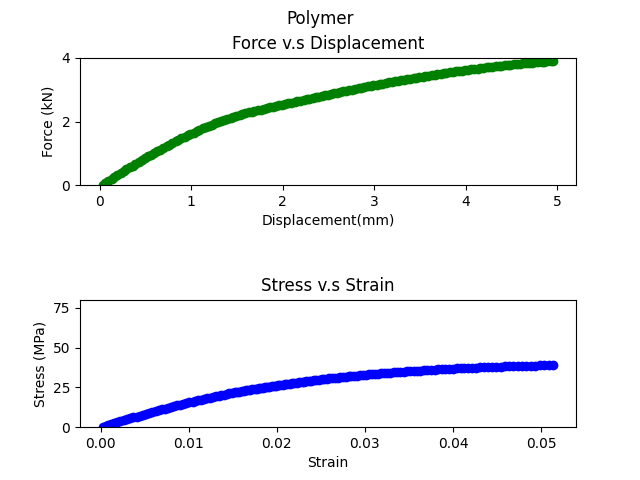 Polymer
Force v.s Displacement
4
2
0
Force (kN)
0 1 2 3 4 5
Displacement(mm)
Stress v.s Strain
75
50
25
0
Stress (MPa)
0.00 0.01 0.02 0.03 0.04 0.05
Strain